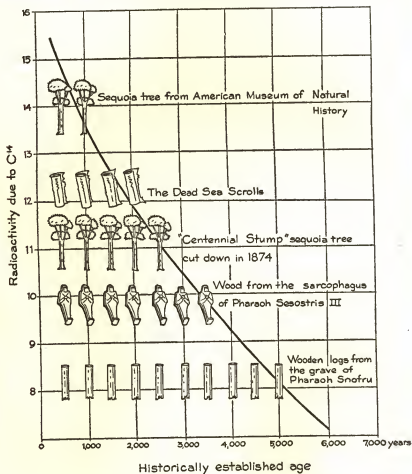 16
15
14
13
12
11
10
9
8
0
Radioactivity due to C14
Sequoia tree from American Museum of Natural
History
The Dead Sea Scrolls
"Centennial Stump" sequoia tree
cut down in 1874
Wood from the sarcophagus
of Pharaoh Sesostris III
Wooden logs from
the grave of
Pharaoh Snofru
0 1,000 2,000 3,000 4,000 5,000 6,000 7,000 years
Historically established age